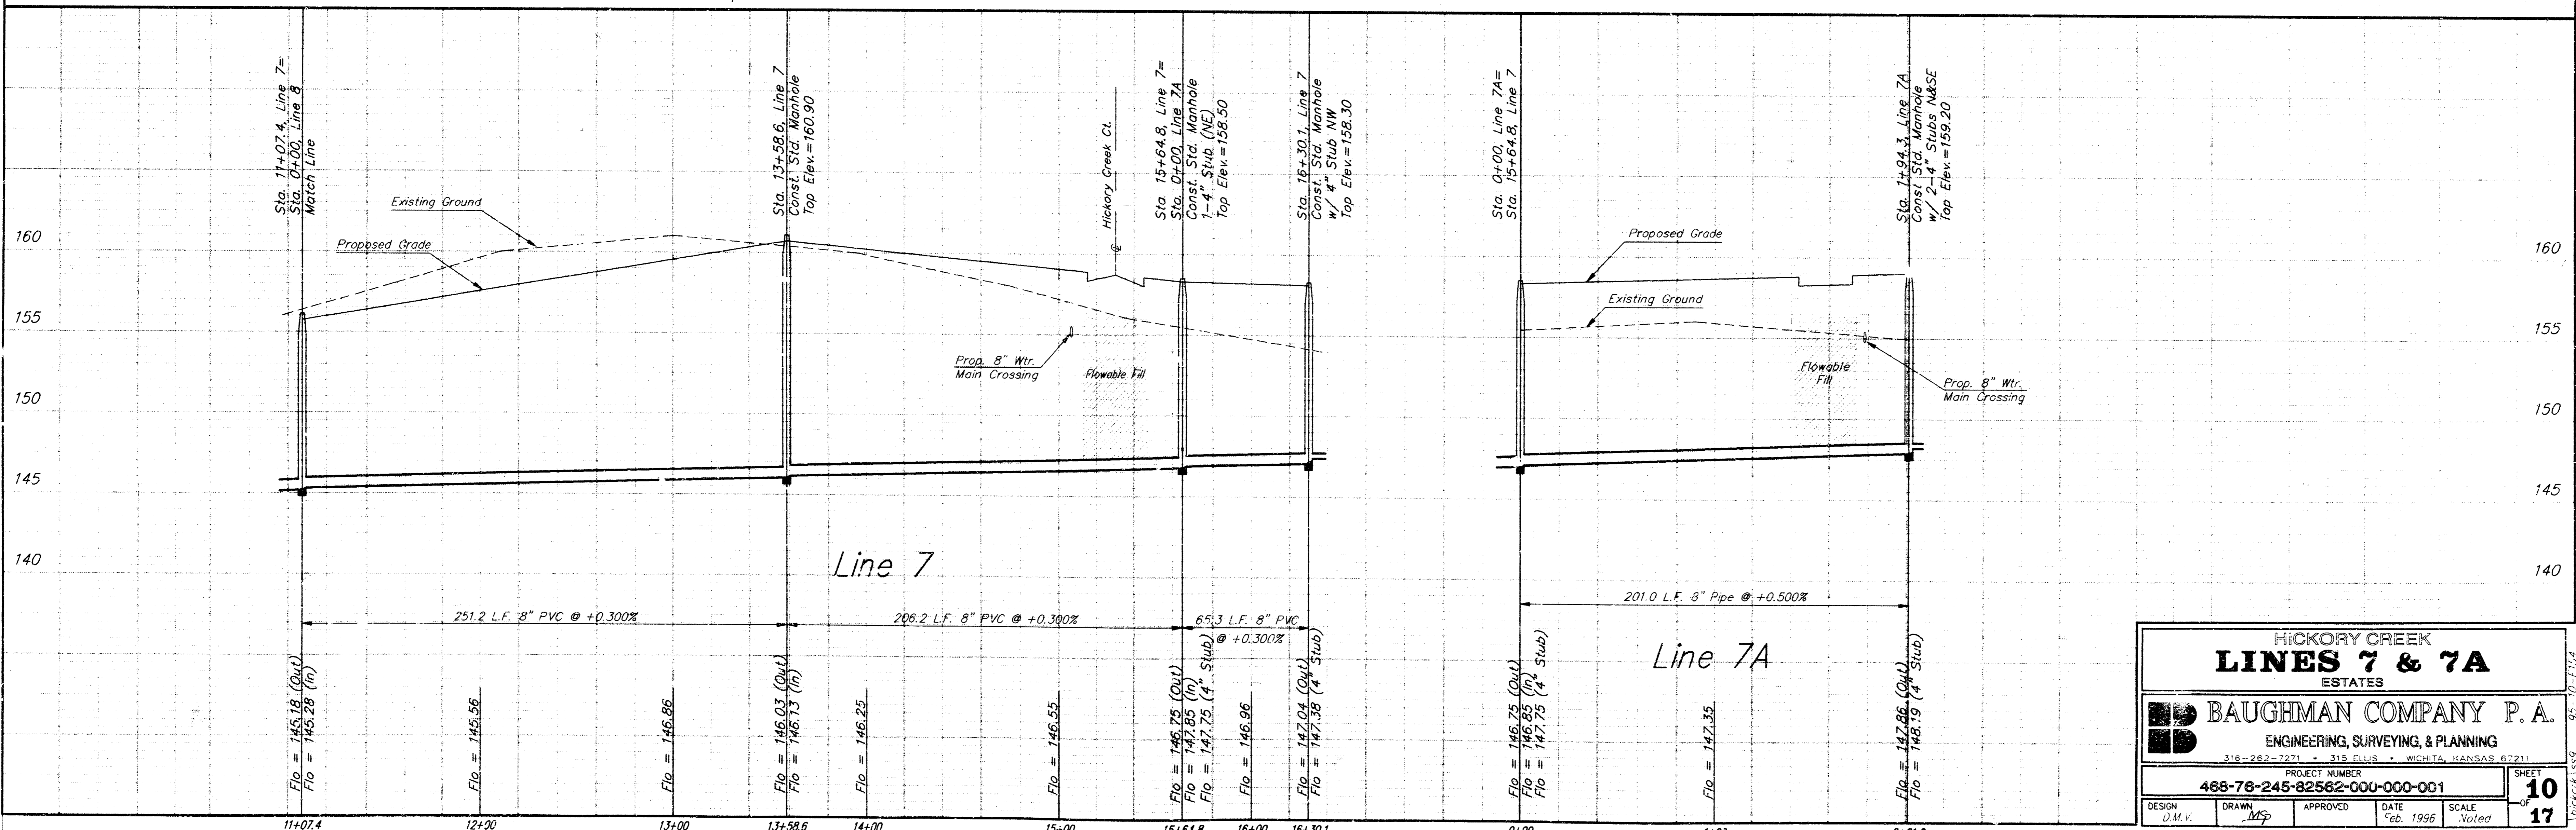 Sta. 11+07.4, Line 7=
Sta. 0+00, Line 8
Match Line
Sta. 13+58.6, Line 7
Const. Std. Manhole
Top Elev.=160.90
Hickory Creek Ct.
Sta. 15+64.8, Line 7=
Sta. 0+00, Line 7A
Const. Std. Manhole
1-4" Stub (NE)
Top Elev.=158.50
Sta. 16+30.1, Line 7
Const. Std. Manhole
w/ 4" Stub NW
Top Elev.=158.30
Sta. 0+00, Line 7A=
Sta. 15+64.8, Line 7
Sta. 1+94.3, Line 7A
Const Std. Manhole
w/ 2-4" Stubs N&SE
Top Elev.=159.20
Existing Ground
Proposed Grade
Proposed Grade
Existing Ground
160
155
150
145
140
160
155
150
145
140
Prop. 8" Wtr.
Main Crossing
Flowable Fill
Flowable
Fill
Prop. 8" Wtr.
Main Crossing
Line 7
Line 7A
251.2 L.F. 8" PVC @ +0.300%
206.2 L.F. 8" PVC @ +0.300%
65.3 L.F. 8" PVC
@ +0.300%
201.0 L.F. 8" Pipe @ +0.500%
Flo = 145.18 (Out)
Flo = 145.28 (In)
Flo = 145.56
Flo = 146.86
Flo = 146.03 (Out)
Flo = 146.13 (In)
Flo = 146.25
Flo = 146.55
Flo = 146.75 (Out)
Flo = 147.85 (In)
Flo = 147.75 (4" Stub)
Flo = 146.96
Flo = 147.04 (Out)
Flo = 147.38 (4" Stub)
Flo = 146.75 (Out)
Flo = 146.85 (In)
Flo = 147.75 (4" Stub)
Flo = 147.35
Flo = 147.86 (Out)
Flo = 148.19 (4" Stub)
11+07.4
12+00
13+00
13+58.6
14+00
15+00
15+64.8
16+00
16+30.1
HICKORY CREEK
LINES 7 & 7A
ESTATES
BAUGHMAN COMPANY P. A.
ENGINEERING, SURVEYING, & PLANNING
316-262-7271 • 315 ELLIS • WICHITA, KANSAS 67211
PROJECT NUMBER
468-76-245-82562-000-000-001
SHEET
10
OF
17
DESIGN
D.M.V.
DRAWN
MSP
APPROVED
DATE
Feb. 1996
SCALE
Noted